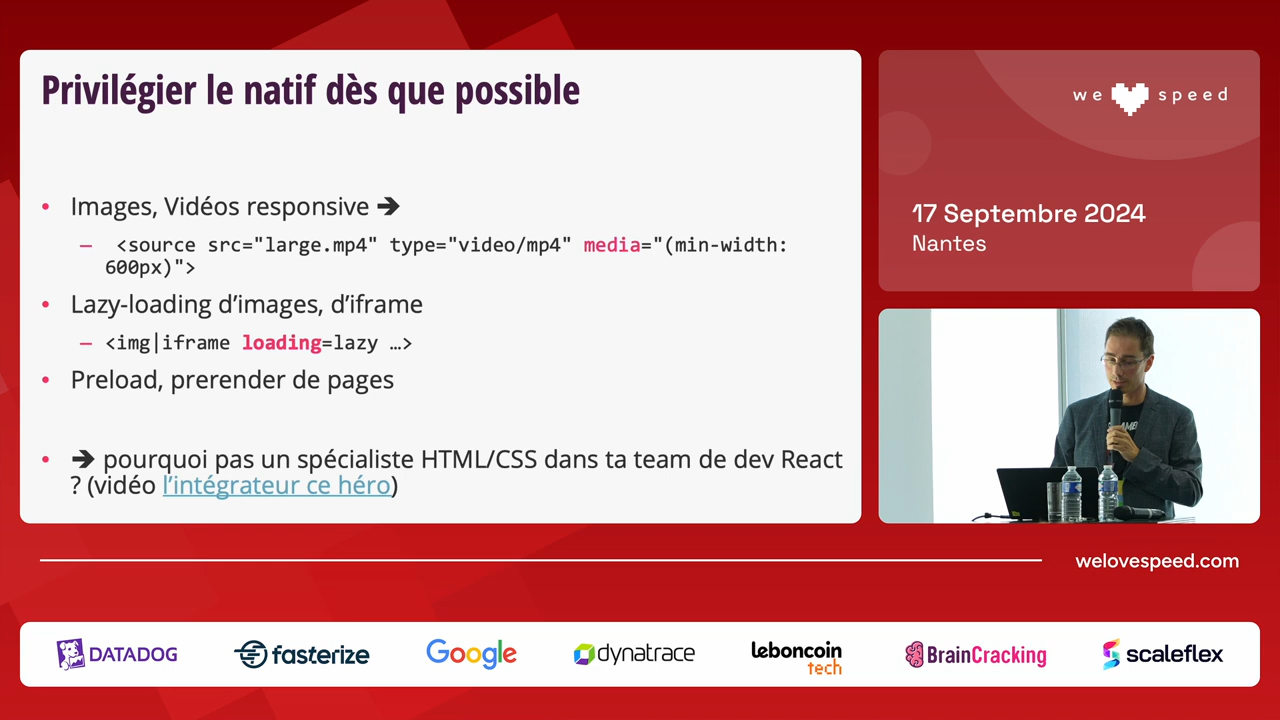 Privilégier le natif dès que possible
• Images, Vidéos responsive ➔
– <source src="large.mp4" type="video/mp4" media="(min-width:
600px)">
• Lazy-loading d’images, d’iframe
– <img|iframe loading=lazy …>
• Preload, prerender de pages
• ➔ pourquoi pas un spécialiste HTML/CSS dans ta team de dev React
? (vidéo l’intégrateur ce héro)
we speed
17 Septembre 2024
Nantes
welovespeed.com
DATADOG
fasterize
Google
dynatrace
leboncoin
tech
BrainCracking
scaleflex